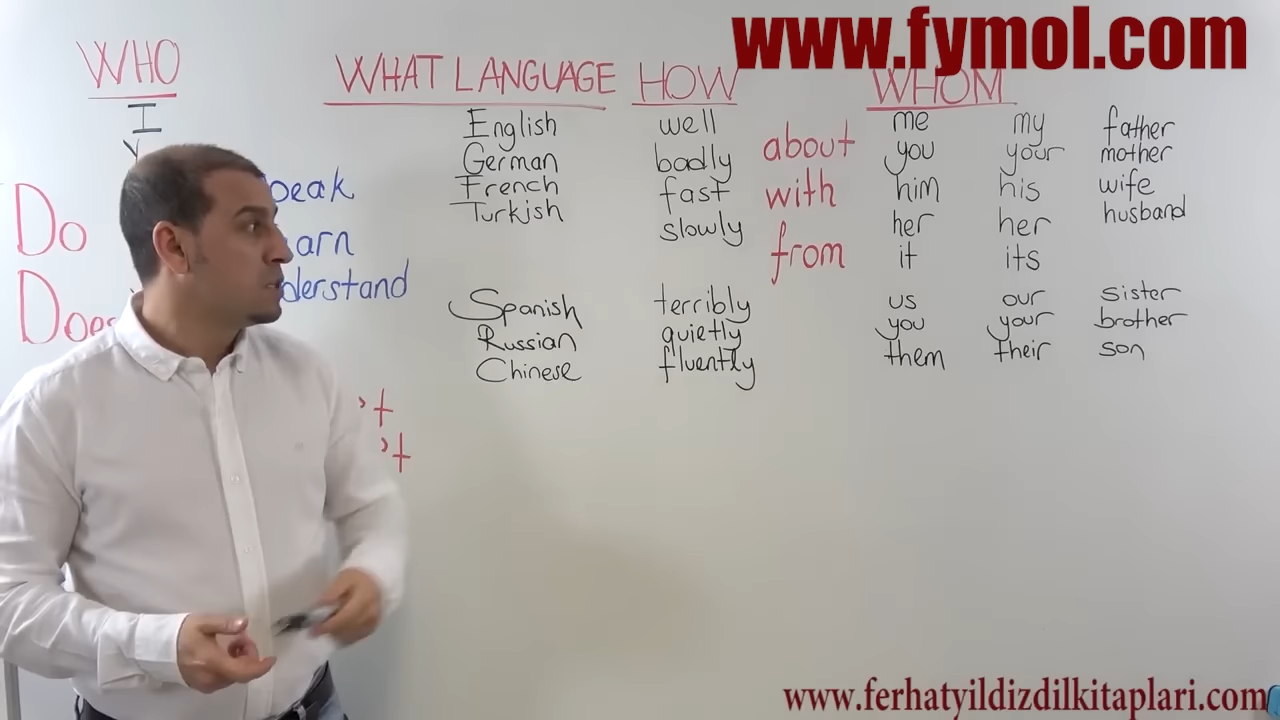 www.fymol.com
WHO WHAT LANGUAGE HOW WHOM
I English well about me my father
German badly you your mother
French fast with him his wife
Do Turkish husband
slowly her her
from it its
Spanish terribly us our sister
Russian quietly you your brother
Chinese fluently them their son
www.ferhatyildizdilkitaplari.com